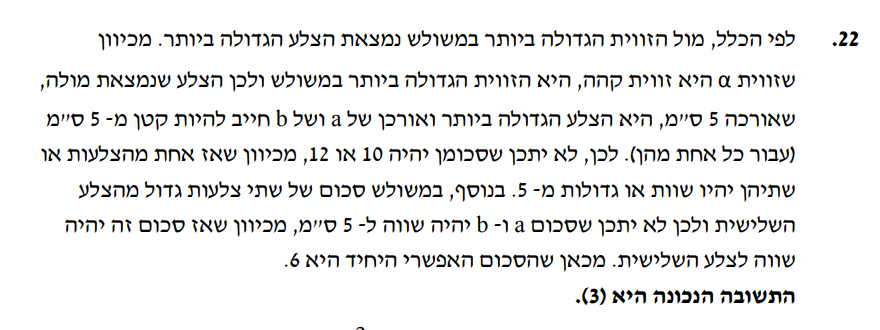 22. לפי הכלל, מול הזווית הגדולה ביותר במשולש נמצאת הצלע הגדולה ביותר. מכיוון
שזווית α היא זווית קהה, היא הזווית הגדולה ביותר במשולש ולכן הצלע שנמצאת מולה,
שאורכה 5 ס״מ, היא הצלע הגדולה ביותר ואורכן של a ושל b חייב להיות קטן מ- 5 ס״מ
(עבור כל אחת מהן). לכן, לא יתכן שסכומן יהיה 10 או 12, מכיוון שאז אחת מהצלעות או
שתיהן יהיו שוות או גדולות מ- 5. בנוסף, במשולש סכום של שתי צלעות גדול מהצלע
השלישית ולכן לא יתכן שסכום a ו- b יהיה שווה ל- 5 ס״מ, מכיוון שאז סכום זה יהיה
שווה לצלע השלישית. מכאן שהסכום האפשרי היחיד היא 6.
התשובה הנכונה היא (3).